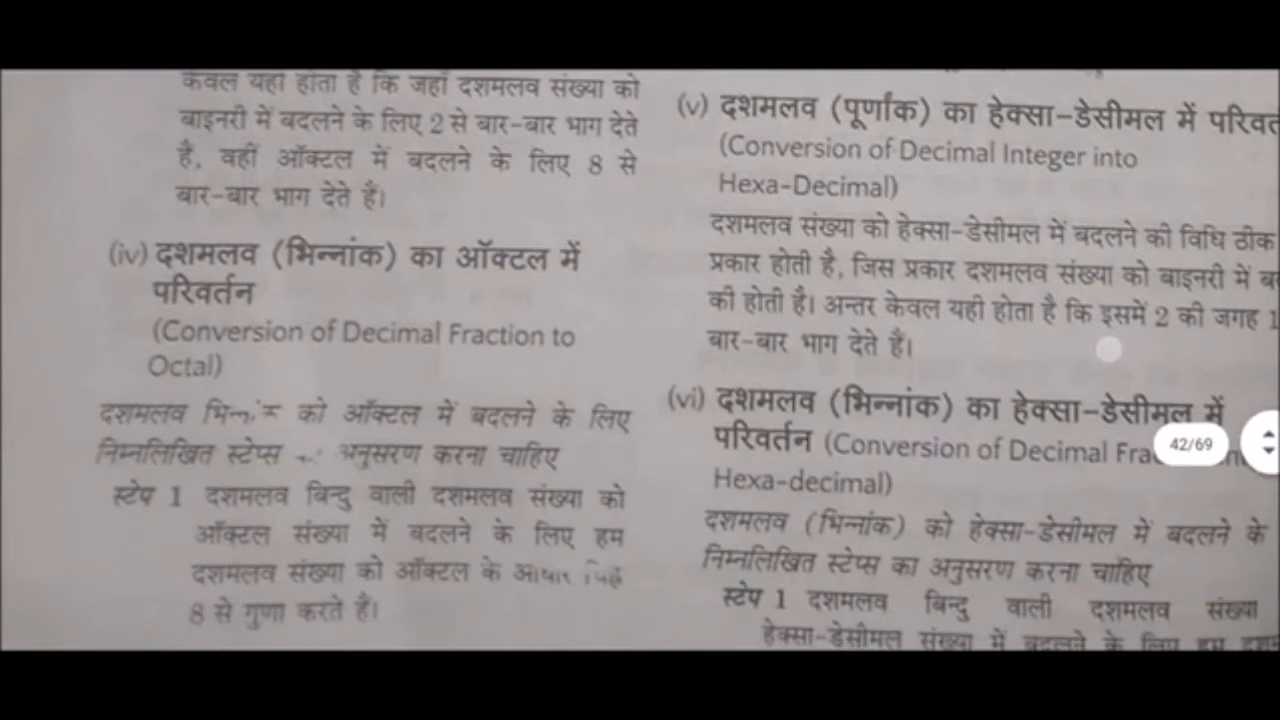 केवल यहाँ होता है कि जहाँ दशमलव संख्या को
बाइनरी में बदलने के लिए 2 से बार-बार भाग देते
हैं, वहीं ऑक्टल में बदलने के लिए 8 से
बार-बार भाग देते हैं।
(iv) दशमलव (भिन्नांक) का ऑक्टल में
परिवर्तन
(Conversion of Decimal Fraction to
Octal)
दशमलव को ऑक्टल में बदलने के लिए
निम्नलिखित स्टेप्स अनुसरण करना चाहिए
स्टेप 1 दशमलव बिन्दु वाली दशमलव संख्या को
ऑक्टल संख्या में बदलने के लिए हम
दशमलव संख्या को ऑक्टल के
8 से गुणा करते हैं।
(v) दशमलव (पूर्णांक) का हेक्सा-डेसीमल में
(Conversion of Decimal Integer into
Hexa-Decimal)
दशमलव संख्या को हेक्सा-डेसीमल में बदलने की विधि ठीक
प्रकार होती है, जिस प्रकार दशमलव संख्या को बाइनरी में
की होती है। अन्तर केवल यही होता है कि इसमें 2 की जगह
बार-बार भाग देते हैं।
(vi) दशमलव (भिन्नांक) का हेक्सा-डेसीमल में
परिवर्तन (Conversion of Decimal
Hexa-decimal)
दशमलव (भिन्नांक) को हेक्सा-डेसीमल में बदलने के
निम्नलिखित स्टेप्स का अनुसरण करना चाहिए
स्टेप 1 दशमलव बिन्दु वाली दशमलव संख्या
हेक्सा-डेसीमल संख्या में बदलने के लिए हम
42/69